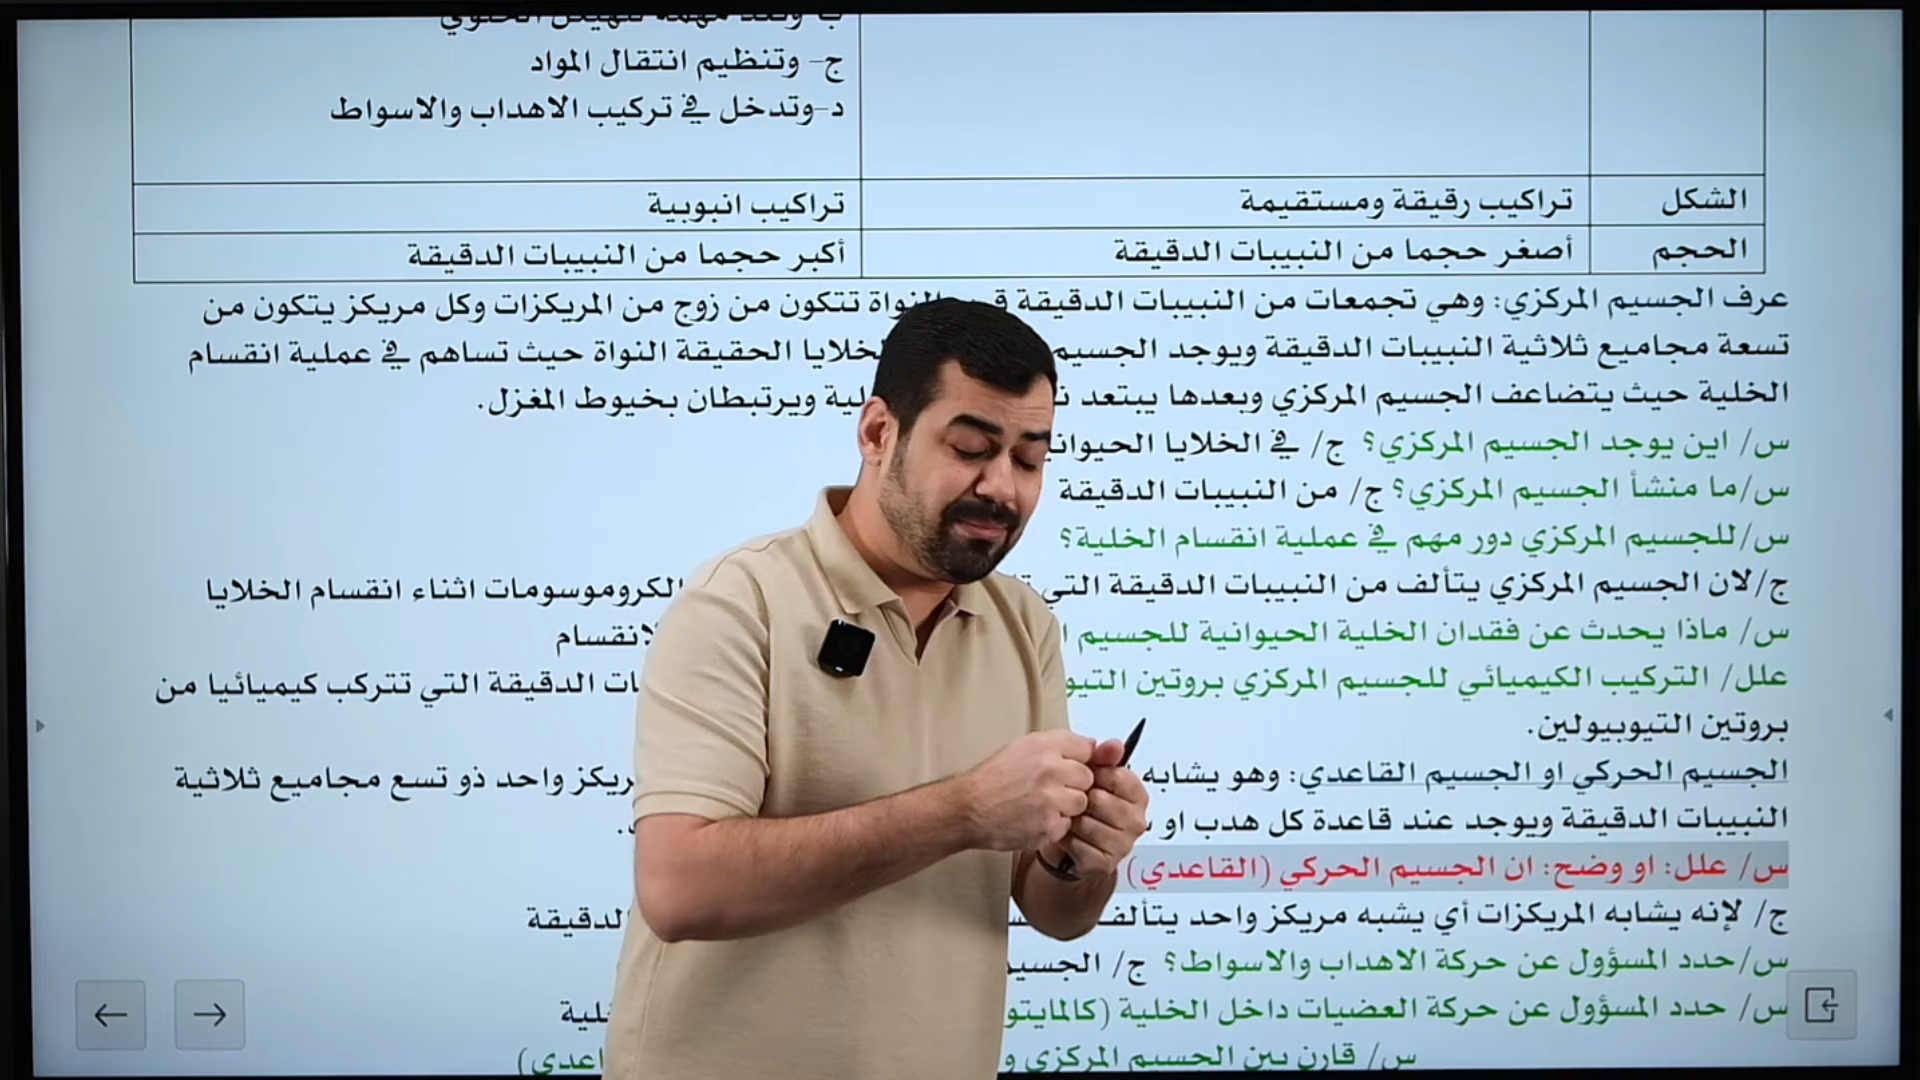 ج- وتنظيم انتقال المواد
د-وتدخل في تركيب الاهداب والاسواط
الشكل تراكيب رقيقة ومستقيمة تراكيب انبوبية
الحجم أصغر حجما من النبيبات الدقيقة أكبر حجما من النبيبات الدقيقة
عرف الجسيم المركزي: وهي تجمعات من النبيبات الدقيقة النواة تتكون من زوج من المريكزات وكل مريكز يتكون من
تسعة مجاميع ثلاثية النبيبات الدقيقة ويوجد الجسيم الحقيقة النواة حيث تساهم في عملية انقسام
الخلية حيث يتضاعف الجسيم المركزي وبعدها يبتعد ويرتبطان بخيوط المغزل.
س/ اين يوجد الجسيم المركزي؟ ج/ في الخلايا
س/ما منشأ الجسيم المركزي؟ ج/ من النبيبات الدقيقة
س/للجسيم المركزي دور مهم في عملية انقسام الخلية؟
ج/لان الجسيم المركزي يتألف من النبيبات الدقيقة التي الكروموسومات اثناء انقسام الخلايا
س/ ماذا يحدث عن فقدان الخلية الحيوانية للجسيم
علل/ التركيب الكيميائي للجسيم المركزي بروتين الدقيقة التي تتركب كيميائيا من
بروتين التيوبيولين.
الجسيم الحركي او الجسيم القاعدي: وهو يشابه واحد ذو تسع مجاميع ثلاثية
النبيبات الدقيقة ويوجد عند قاعدة كل هدب او
س/ علل: او وضح: ان الجسيم الحركي (القاعدي)
ج/ لإنه يشابه المريكزات أي يشبه مريكز واحد يتألف الدقيقة
س/حدد المسؤول عن حركة الاهداب والاسواط؟ ج/
س/ حدد المسؤول عن حركة العضيات داخل الخلية
س/ قارن بين الجسيم المركزي